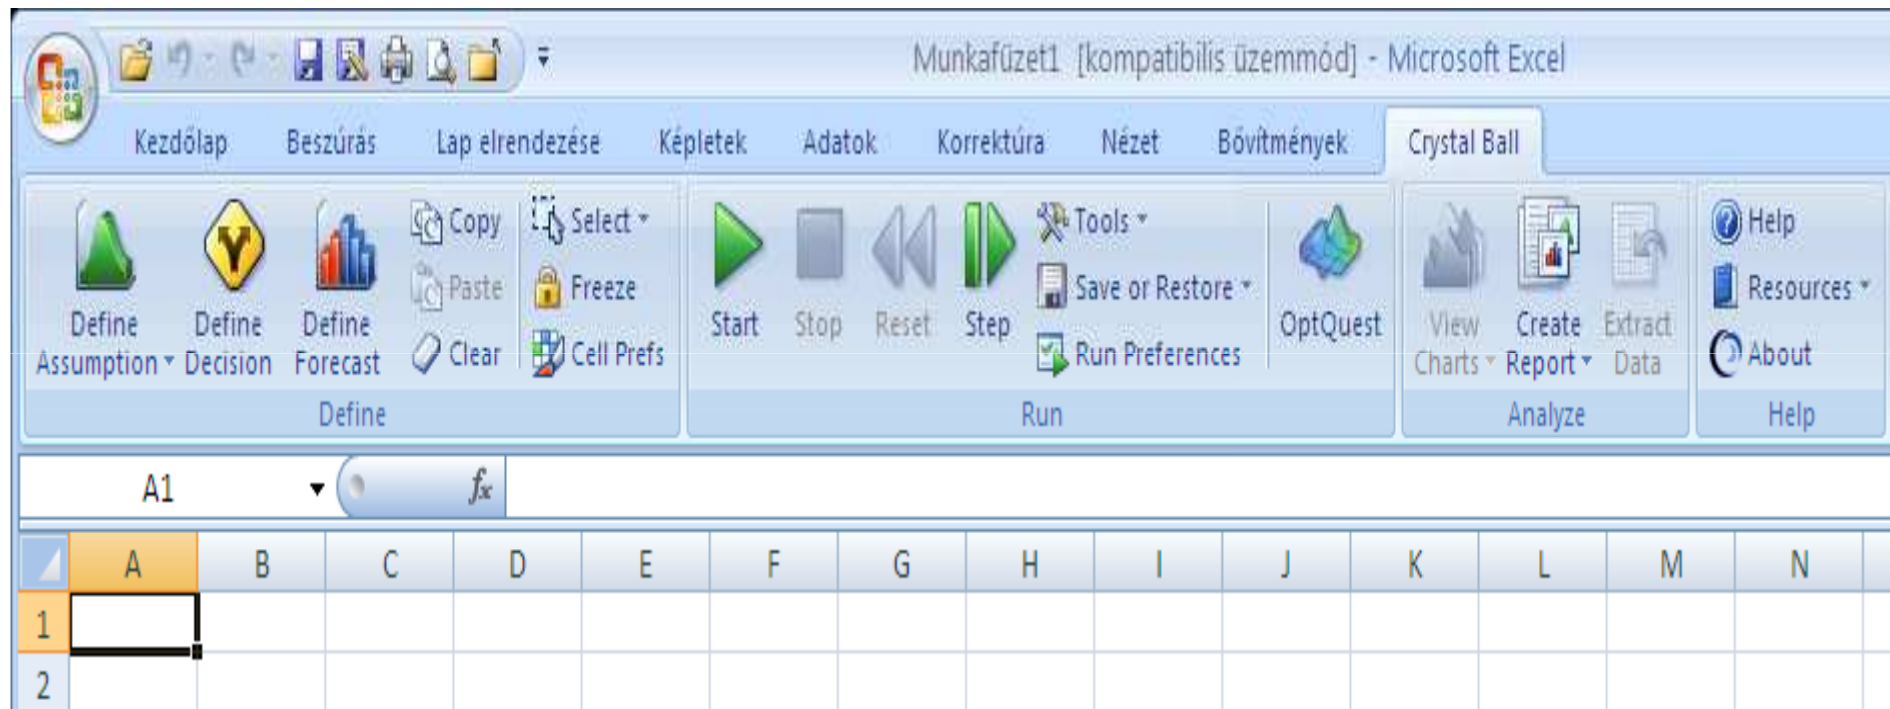 Munkafüzet1 [kompatibilis üzemmód] - Microsoft Excel
Kezdőlap Beszúrás Lap elrendezése Képletek Adatok Korrektúra Nézet Bővítmények Crystal Ball
Define Assumption
Define Decision
Define Forecast
Copy
Paste
Clear
Select
Freeze
Cell Prefs
Define
Start
Stop
Reset
Step
Tools
Save or Restore
Run Preferences
OptQuest
Run
View Charts
Create Report
Extract Data
Analyze
Help
Resources
About
Help
A1 fx
A B C D E F G H I J K L M N
1
2